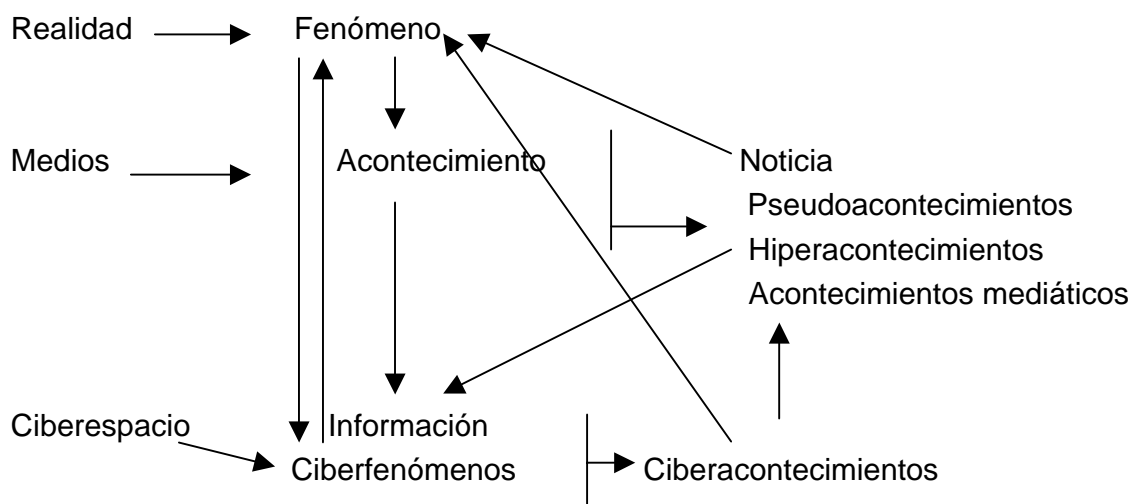 Realidad
Fenómeno
Medios
Acontecimiento
Noticia
Pseudoacontecimientos
Hiperacontecimientos
Acontecimientos mediáticos
Ciberespacio
Información
Ciberfenómenos
Ciberacontecimientos